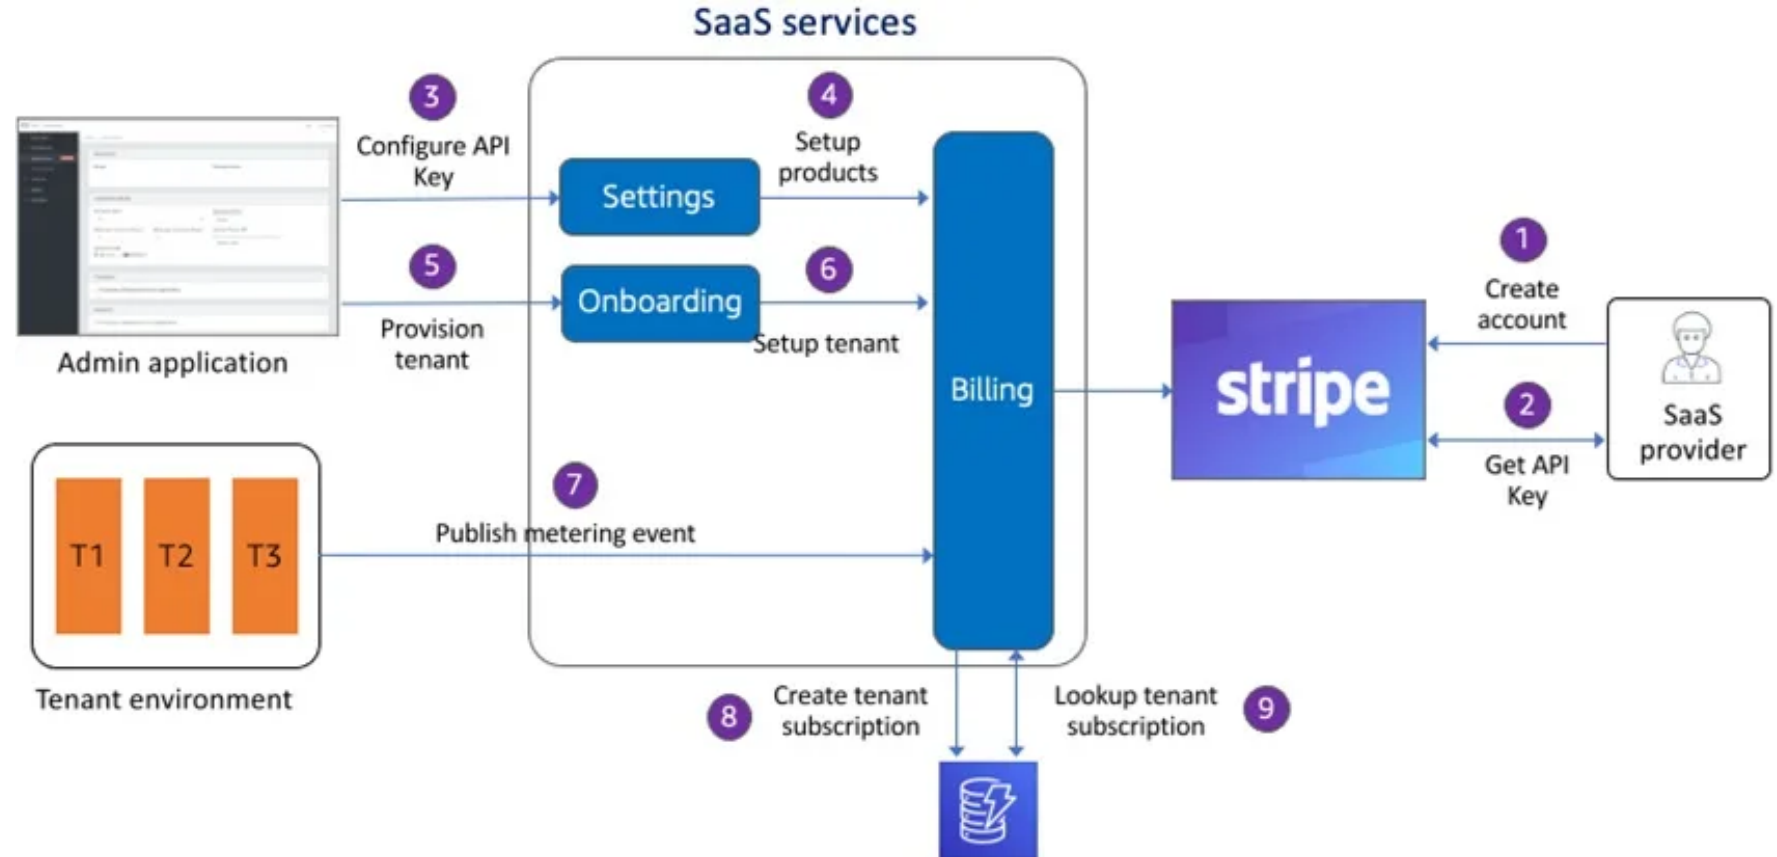 SaaS services
3
Configure API
Key
4
Setup
products
Settings
5
Provision
tenant
Onboarding
6
Setup tenant
Admin application
Billing
stripe
1
Create
account
2
Get API
Key
SaaS
provider
7
Publish metering event
T1
T2
T3
Tenant environment
8
Create tenant
subscription
Lookup tenant
subscription
9